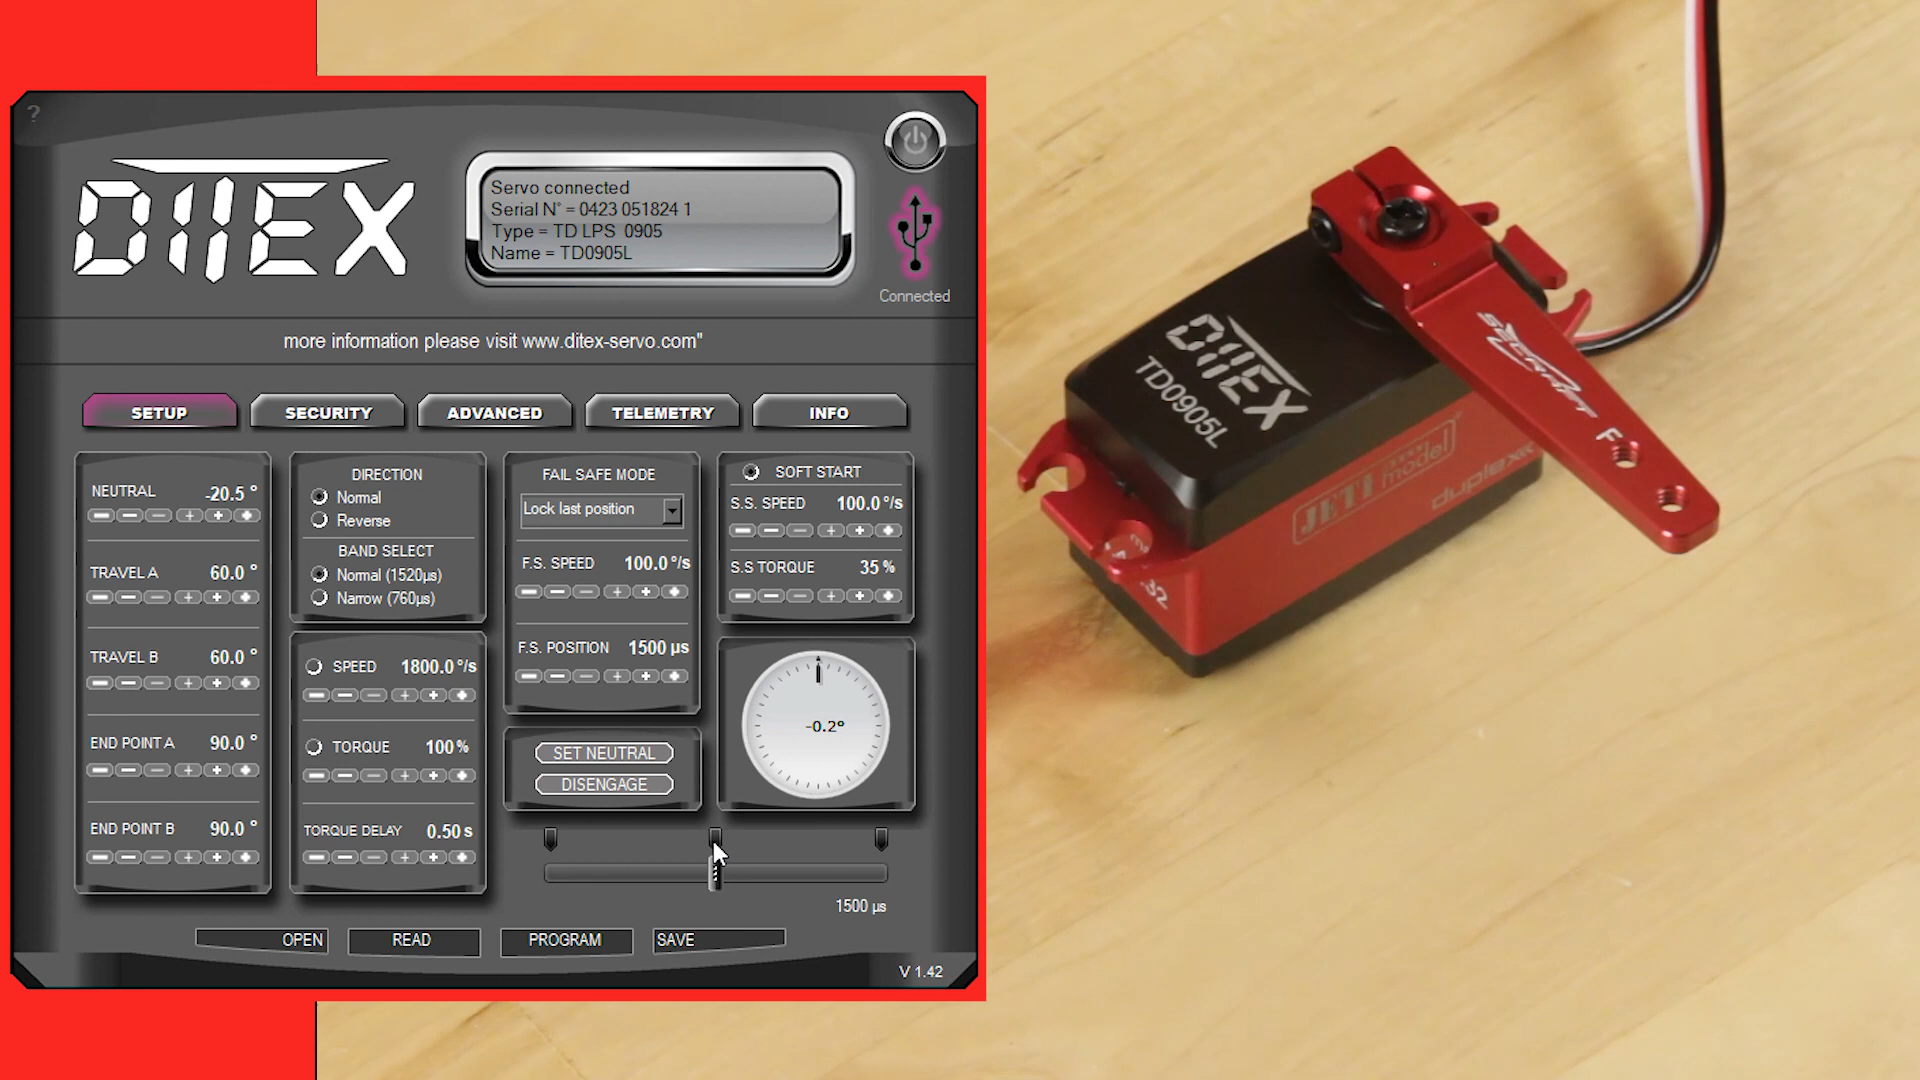 ?
DITEX
Servo connected
Serial N° = 0423 051824 1
Type = TD LPS 0905
Name = TD0905L
Connected
more information please visit www.ditex-servo.com"
SETUP
SECURITY
ADVANCED
TELEMETRY
INFO
NEUTRAL -20.5 °
TRAVEL A 60.0 °
TRAVEL B 60.0 °
END POINT A 90.0 °
END POINT B 90.0 °
DIRECTION
Normal
Reverse
BAND SELECT
Normal (1520µs)
Narrow (760µs)
SPEED 1800.0 °/s
TORQUE 100 %
TORQUE DELAY 0.50 s
FAIL SAFE MODE
Lock last position
F.S. SPEED 100.0 °/s
F.S. POSITION 1500 µs
SET NEUTRAL
DISENGAGE
SOFT START
S.S. SPEED 100.0 °/s
S.S TORQUE 35 %
-0.2°
1500 µs
OPEN
READ
PROGRAM
SAVE
V 1.42
DITEX
TD0905L
JETI model
duplex
SECRAFT
F